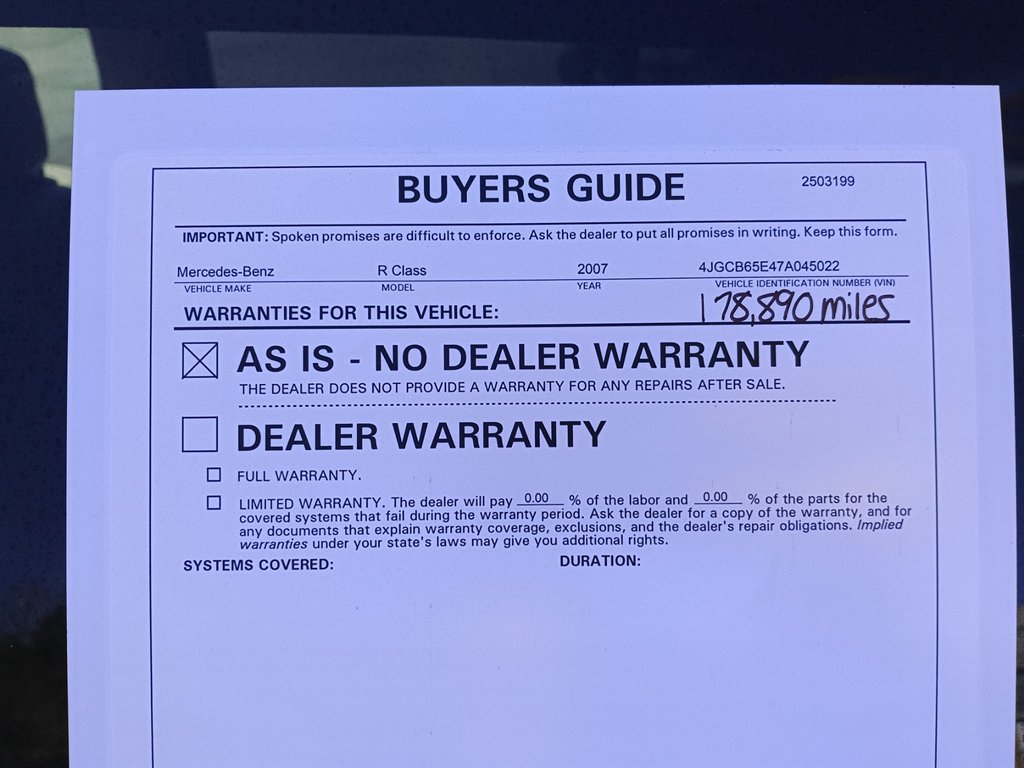 BUYERS GUIDE
2503199
IMPORTANT: Spoken promises are difficult to enforce. Ask the dealer to put all promises in writing. Keep this form.
Mercedes-Benz R Class 2007 4JGCB65E47A045022
VEHICLE MAKE MODEL YEAR VEHICLE IDENTIFICATION NUMBER (VIN)
WARRANTIES FOR THIS VEHICLE: 178,890 miles
AS IS - NO DEALER WARRANTY
THE DEALER DOES NOT PROVIDE A WARRANTY FOR ANY REPAIRS AFTER SALE.
DEALER WARRANTY
FULL WARRANTY.
LIMITED WARRANTY. The dealer will pay 0.00 % of the labor and 0.00 % of the parts for the
covered systems that fail during the warranty period. Ask the dealer for a copy of the warranty, and for
any documents that explain warranty coverage, exclusions, and the dealer's repair obligations. Implied
warranties under your state's laws may give you additional rights.
SYSTEMS COVERED: DURATION: